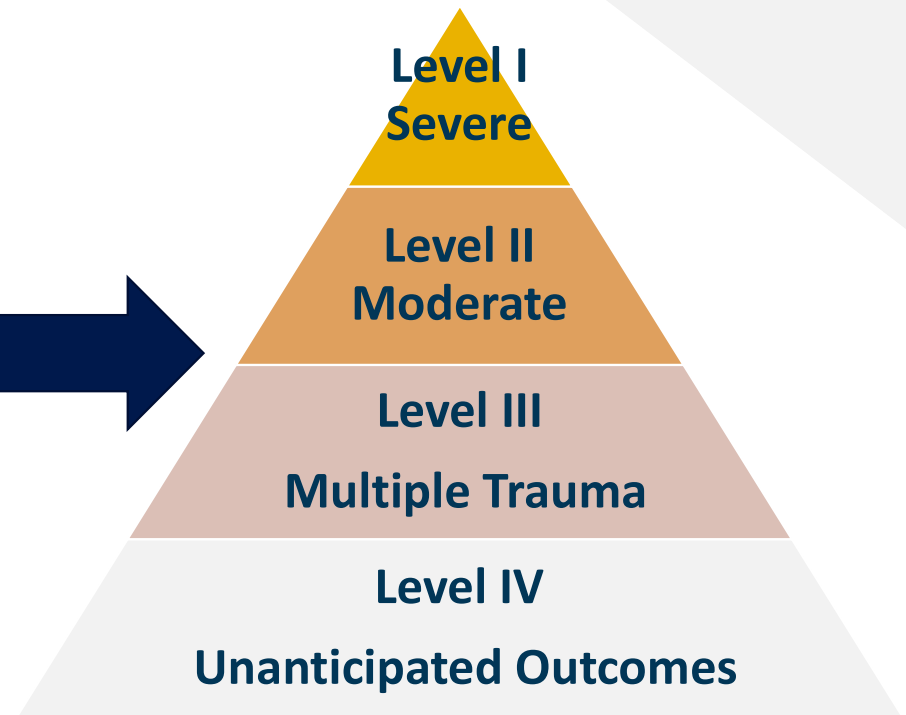 Level I
Severe
Level II
Moderate
Level III
Multiple Trauma
Level IV
Unanticipated Outcomes